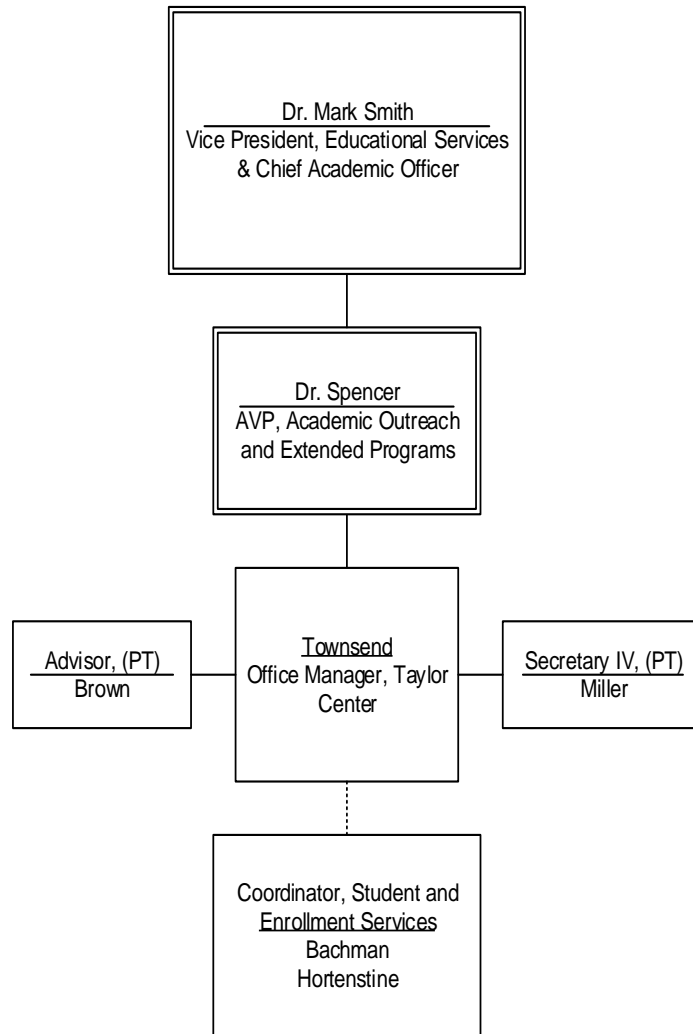 Dr. Mark Smith
Vice President, Educational Services
& Chief Academic Officer
Dr. Spencer
AVP, Academic Outreach
and Extended Programs
Advisor, (PT)
Brown
Townsend
Office Manager, Taylor
Center
Secretary IV, (PT)
Miller
Coordinator, Student and
Enrollment Services
Bachman
Hortenstine